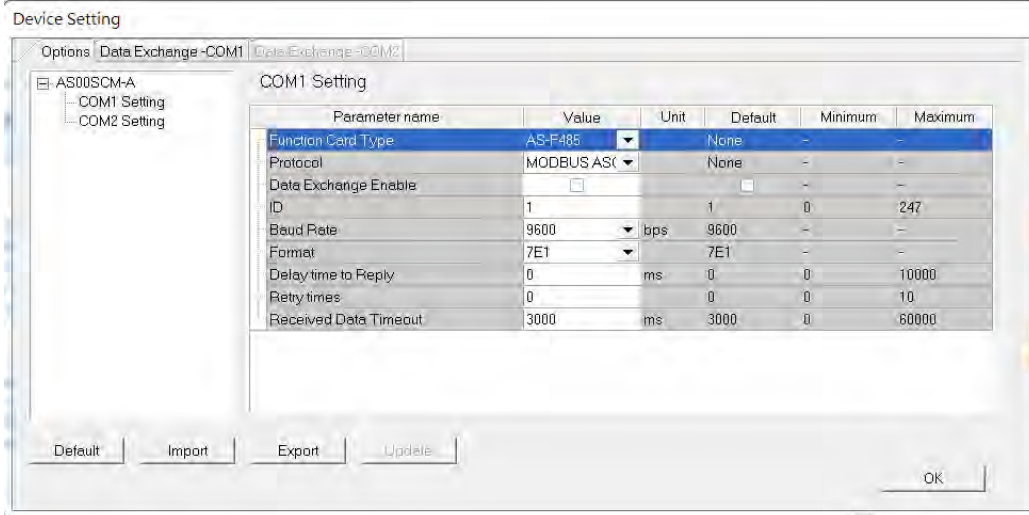 Device Setting
Options Data Exchange -COM1 Data Exchange -COM2
AS00SCM-A
COM1 Setting
COM2 Setting
COM1 Setting
Parameter name Value Unit Default Minimum Maximum
Function Card Type AS-F485 None - -
Protocol MODBUS ASC None - -
Data Exchange Enable - -
ID 1 1 0 247
Baud Rate 9600 bps 9600 - -
Format 7E1 7E1 - -
Delay time to Reply 0 ms 0 0 10000
Retry times 0 0 0 10
Received Data Timeout 3000 ms 3000 0 60000
Default Import Export Update
OK